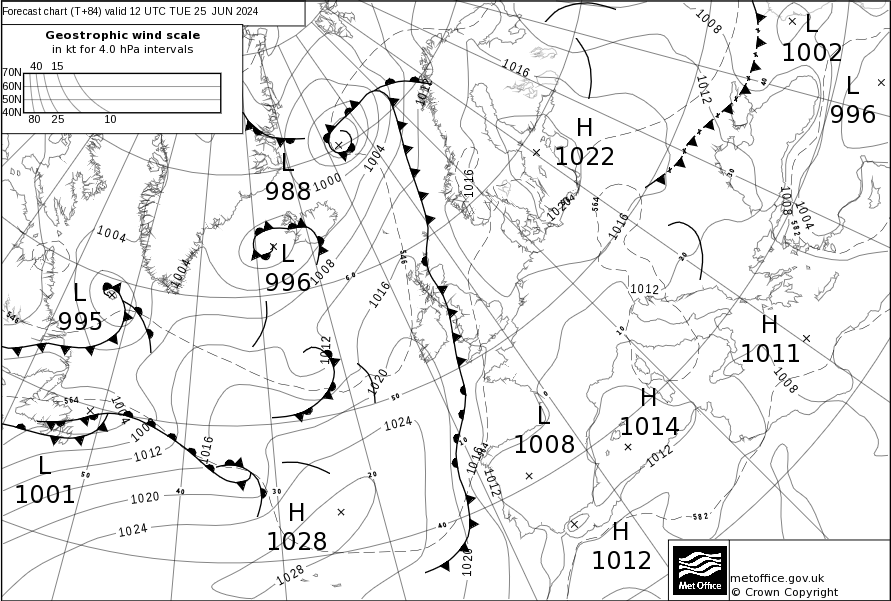 Forecast chart (T+84) valid 12 UTC TUE 25 JUN 2024
Geostrophic wind scale
in kt for 4.0 hPa intervals
40 15
70N
60N
50N
40N
80 25 10
L
1002
L
996
H
1022
L
988
L
996
L
995
H
1011
H
1014
L
1008
L
1001
H
1028
H
1012
1008
1016
1012
1012
1004
1000
1016
1020
1016
1008
1004
1004
1004
1008
1016
1012
1012
1020
1008
1024
1004
1008
1012
1016
1016
1012
1012
1020
1024
1028
1020
564
546
546
564
564
582
582
60
50
50
40
40
30
30
20
20
10
10
0
Met Office
metoffice.gov.uk
© Crown Copyright